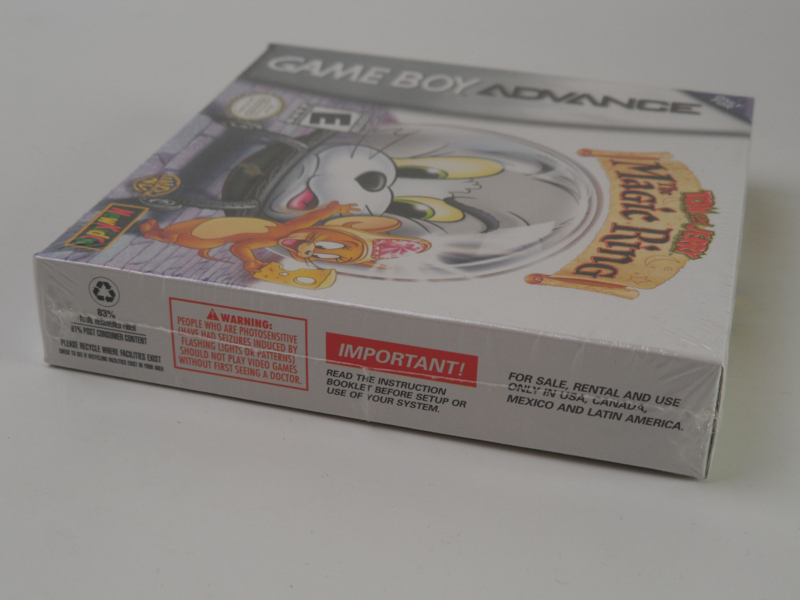 GAME BOY ADVANCE
E
TOM and JERRY
THE
MAGIC RING
83%
87% POST CONSUMER CONTENT
PLEASE RECYCLE WHERE FACILITIES EXIST
WARNING:
PEOPLE WHO ARE PHOTOSENSITIVE
(HAVE HAD SEIZURES INDUCED BY
FLASHING LIGHTS OR PATTERNS)
SHOULD NOT PLAY VIDEO GAMES
WITHOUT FIRST SEEING A DOCTOR.
IMPORTANT!
READ THE INSTRUCTION
BOOKLET BEFORE SETUP OR
USE OF YOUR SYSTEM.
FOR SALE, RENTAL AND USE
ONLY IN USA, CANADA,
MEXICO AND LATIN AMERICA.